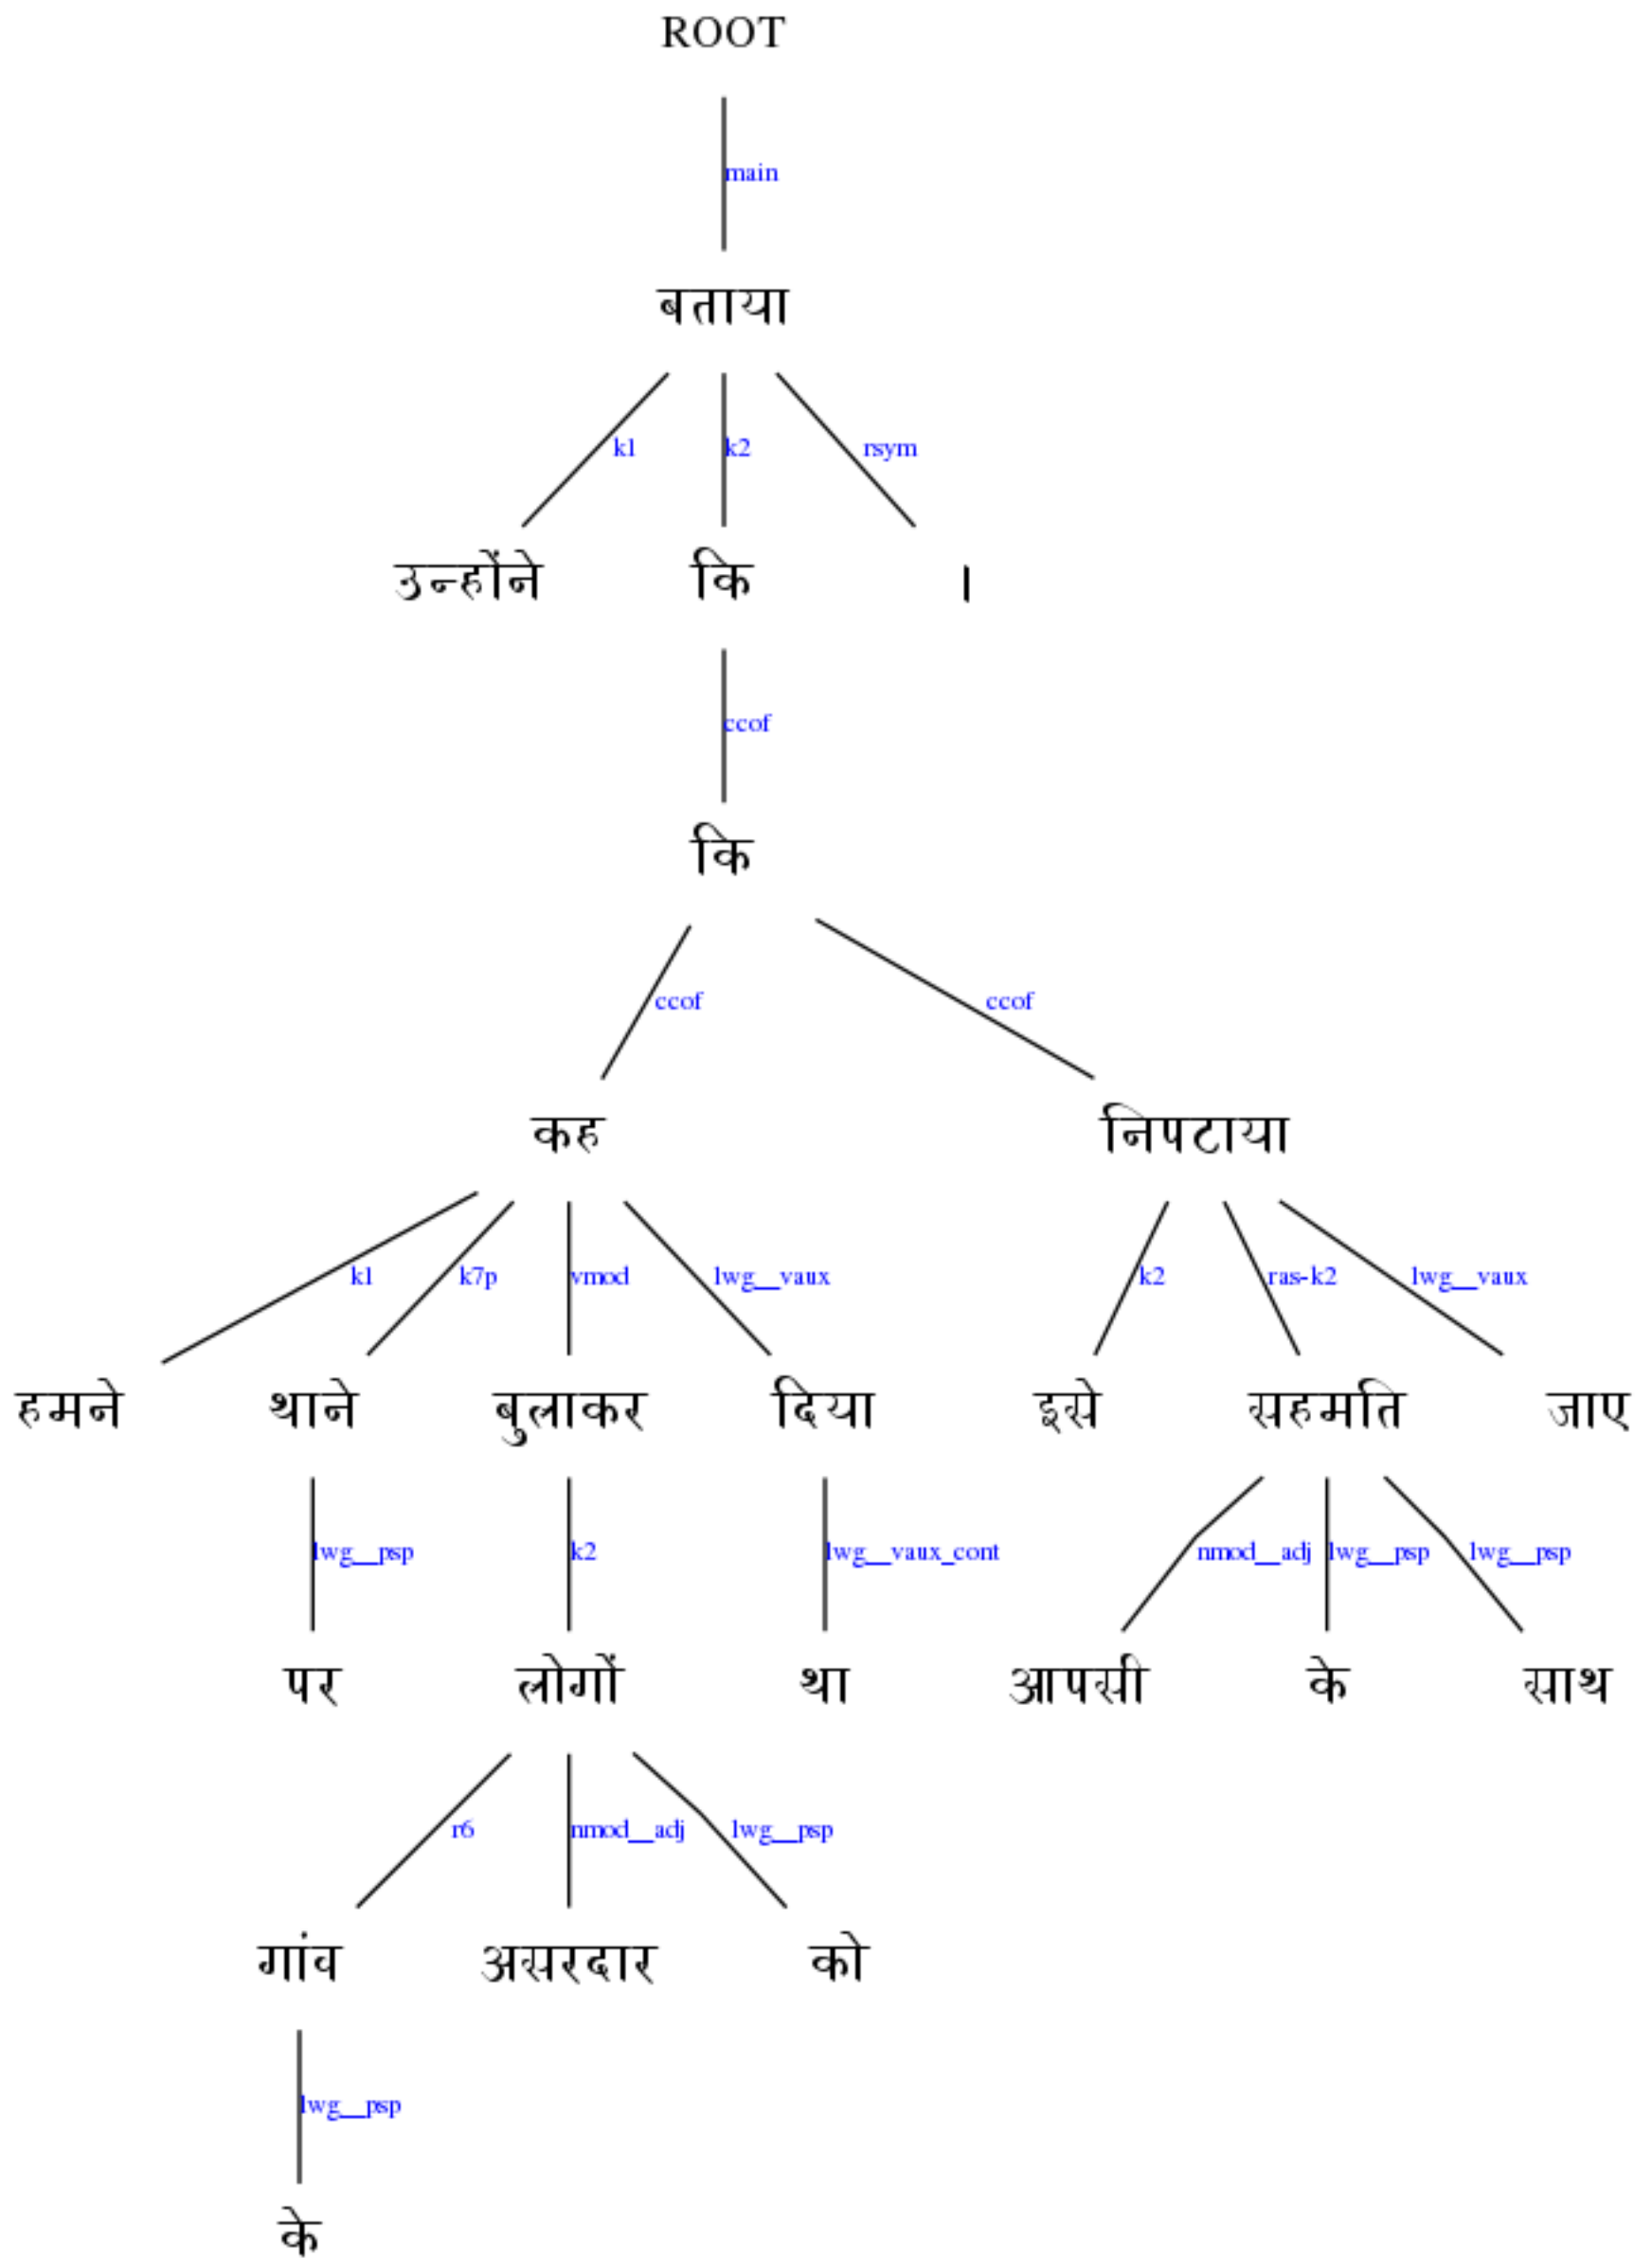 ROOT
main
बताया
k1 k2 rsym
उन्होंने कि ।
ccof
कि
ccof ccof
कह निपटाया
k1 k7p vmod lwg__vaux k2 ras-k2 lwg__vaux
हमने थाने बुलाकर दिया इसे सहमति जाए
lwg__psp k2 lwg__vaux_cont nmod__adj lwg__psp lwg__psp
पर लोगों था आपसी के साथ
r6 nmod__adj lwg__psp
गांव असरदार को
lwg__psp
के